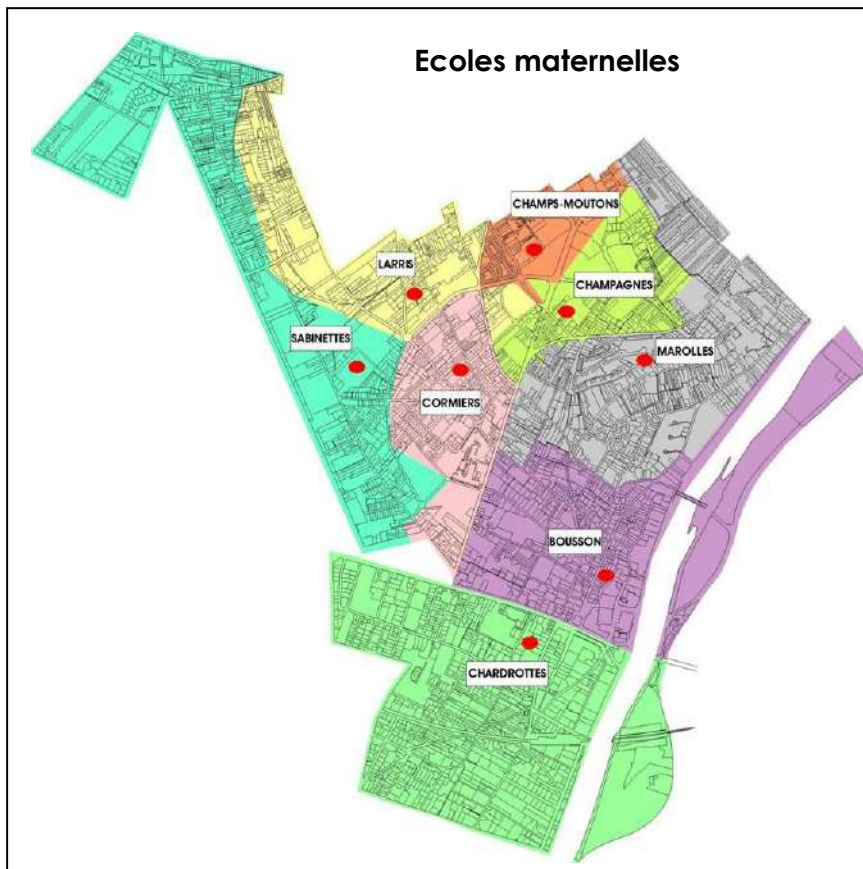 Ecoles maternelles
CHAMPS-MOUTONS
LARRIS
CHAMPAGNES
SABINETTES
MAROLLES
CORMIERS
BOUSSON
CHARDROTTES